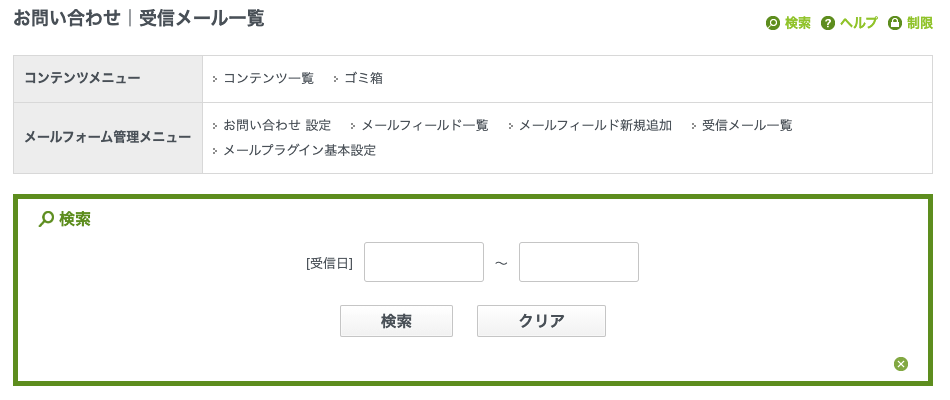 お問い合わせ｜受信メール一覧
検索 ヘルプ 制限
コンテンツメニュー コンテンツ一覧 ゴミ箱
メールフォーム管理メニュー お問い合わせ 設定 メールフィールド一覧 メールフィールド新規追加 受信メール一覧
メールプラグイン基本設定
検索
[受信日] ～
検索 クリア